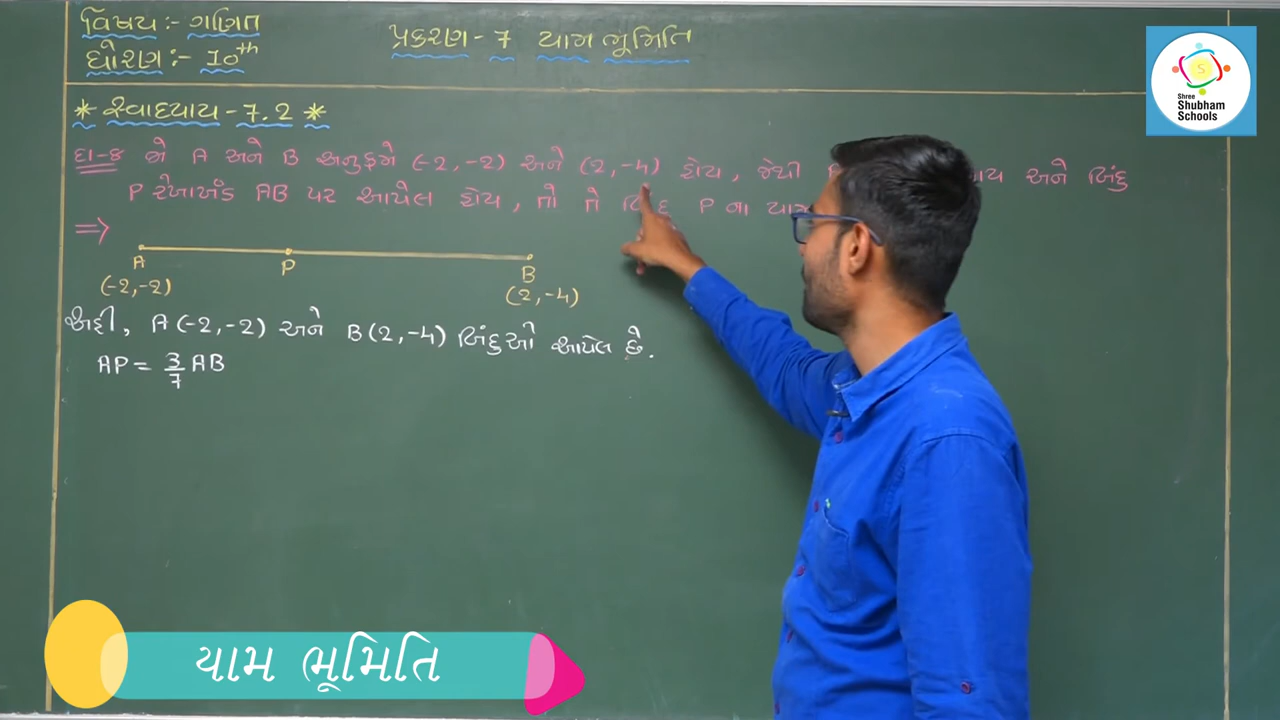 વિષય :- ગણિત
ધોરણ :- 10th
પ્રકરણ - 7 યામ ભૂમિતિ
* સ્વાધ્યાય - 7.2 *
દા-8 જો A અને B અનુક્રમે (-2,-2) અને (2,-4) હોય, જેથી
અને બિંદુ
P રેખાખંડ AB પર આવેલ હોય, તો તે બિંદુ P ના
⇒
A P B
(-2,-2) (2,-4)
અહીં, A(-2,-2) અને B(2,-4) બિંદુઓ આપેલ છે.
AP = 3/7 AB
S
Shree
Shubham
Schools
યામ ભૂમિતિ